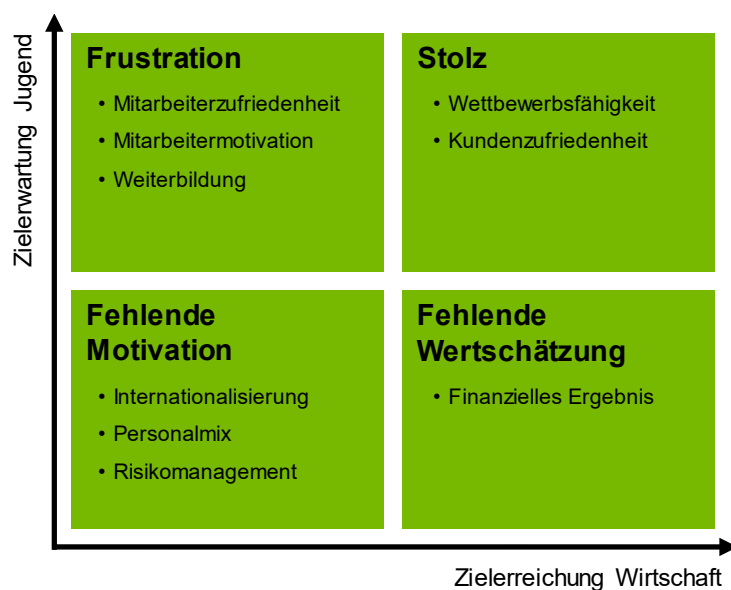 Zielerwartung Jugend
Frustration
• Mitarbeiterzufriedenheit
• Mitarbeitermotivation
• Weiterbildung
Stolz
• Wettbewerbsfähigkeit
• Kundenzufriedenheit
Fehlende
Motivation
• Internationalisierung
• Personalmix
• Risikomanagement
Fehlende
Wertschätzung
• Finanzielles Ergebnis
Zielerreichung Wirtschaft